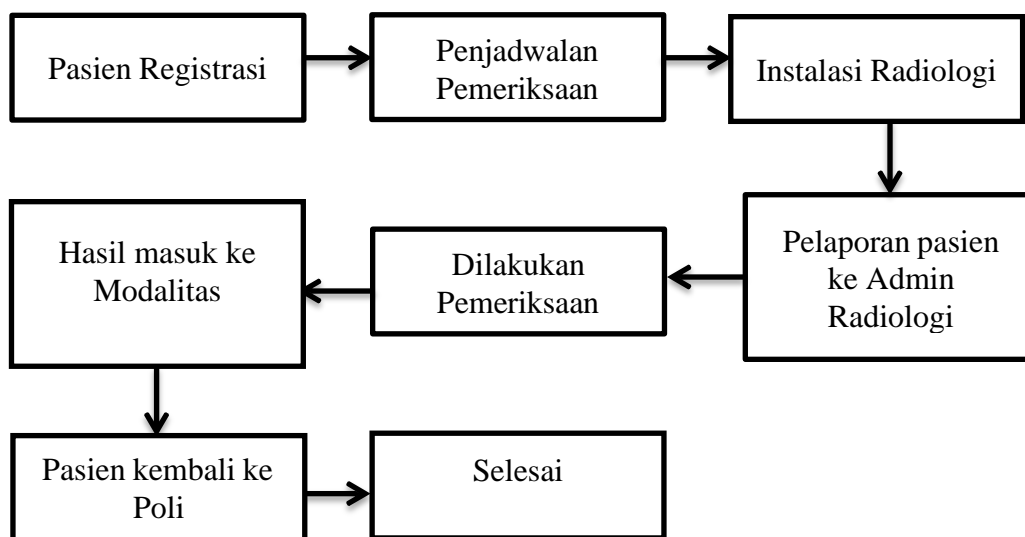 Pasien Registrasi
Penjadwalan
Pemeriksaan
Instalasi Radiologi
Pelaporan pasien
ke Admin
Radiologi
Dilakukan
Pemeriksaan
Hasil masuk ke
Modalitas
Pasien kembali ke
Poli
Selesai